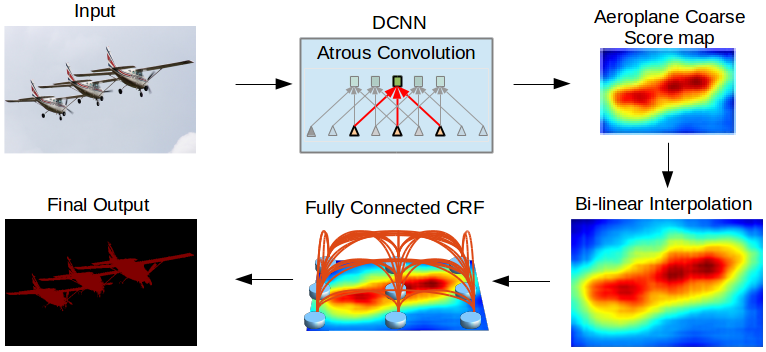 Input
DCNN
Atrous Convolution
Aeroplane Coarse
Score map
Bi-linear Interpolation
Fully Connected CRF
Final Output